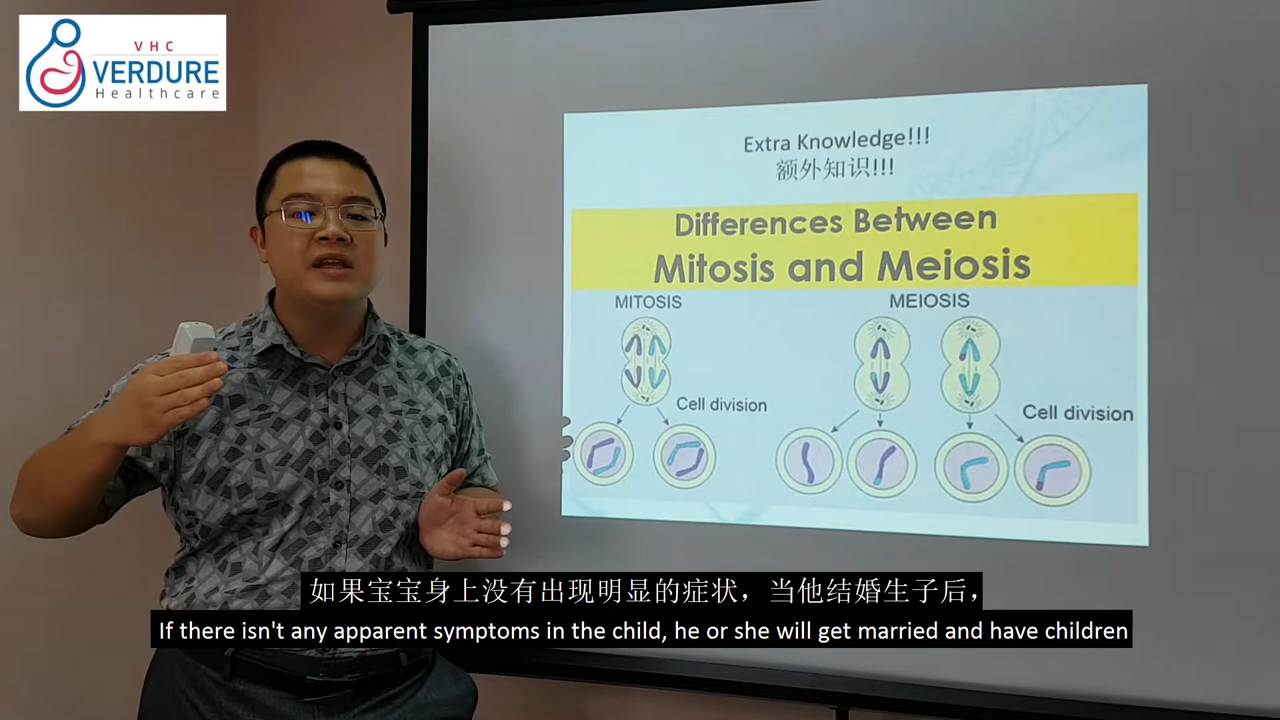 VHC
VERDURE
Healthcare
Extra Knowledge!!!
额外知识!!!
Differences Between
Mitosis and Meiosis
MITOSIS
MEIOSIS
Cell division
Cell division
如果宝宝身上没有出现明显的症状，当他结婚生子后，
If there isn't any apparent symptoms in the child, he or she will get married and have children